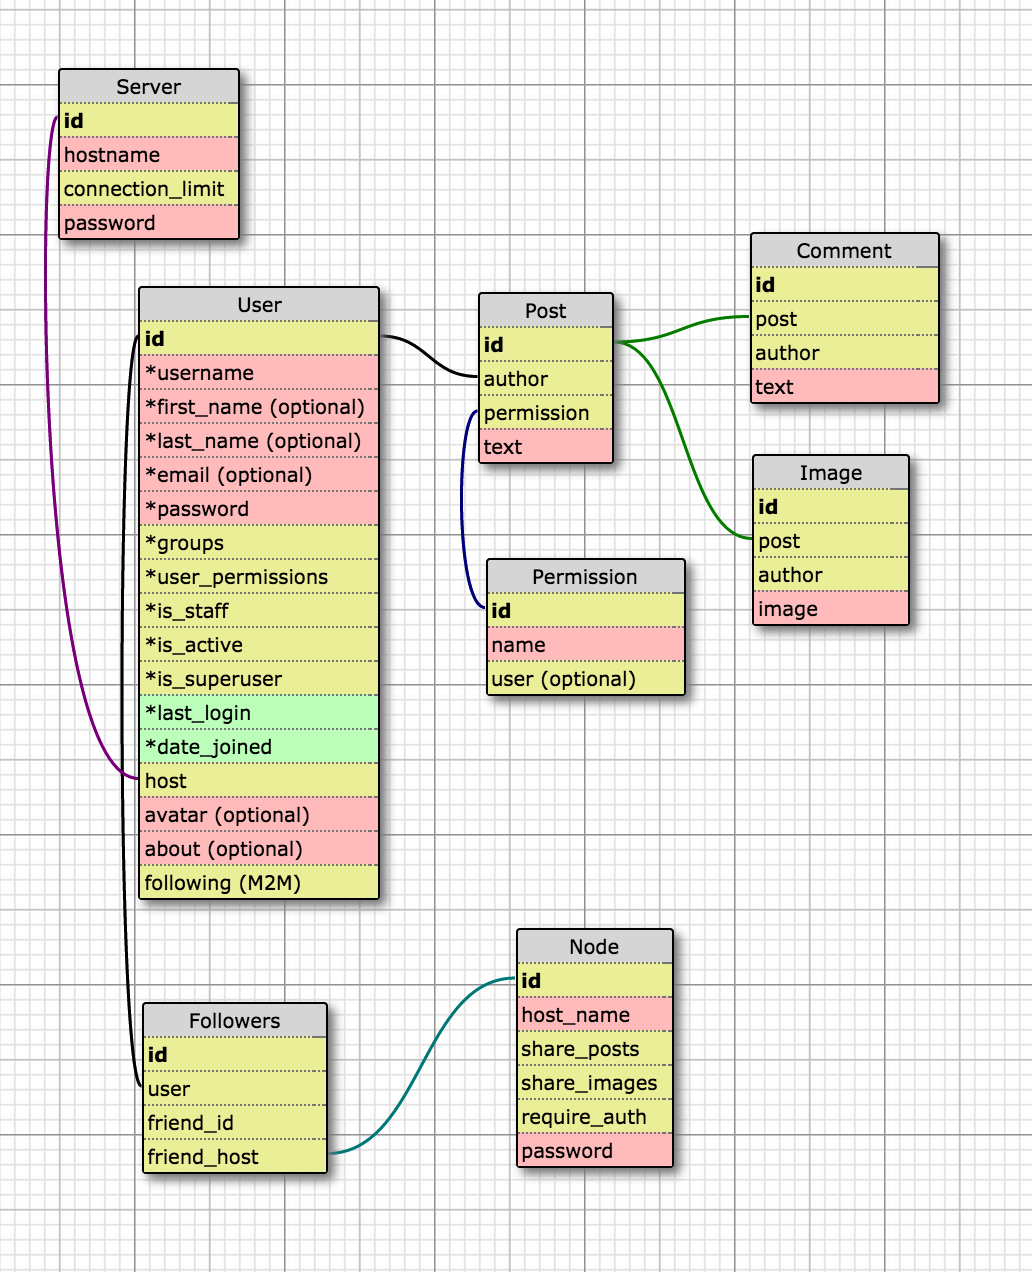 Server
id
hostname
connection_limit
password
User
id
*username
*first_name (optional)
*last_name (optional)
*email (optional)
*password
*groups
*user_permissions
*is_staff
*is_active
*is_superuser
*last_login
*date_joined
host
avatar (optional)
about (optional)
following (M2M)
Post
id
author
permission
text
Comment
id
post
author
text
Image
id
post
author
image
Permission
id
name
user (optional)
Followers
id
user
friend_id
friend_host
Node
id
host_name
share_posts
share_images
require_auth
password